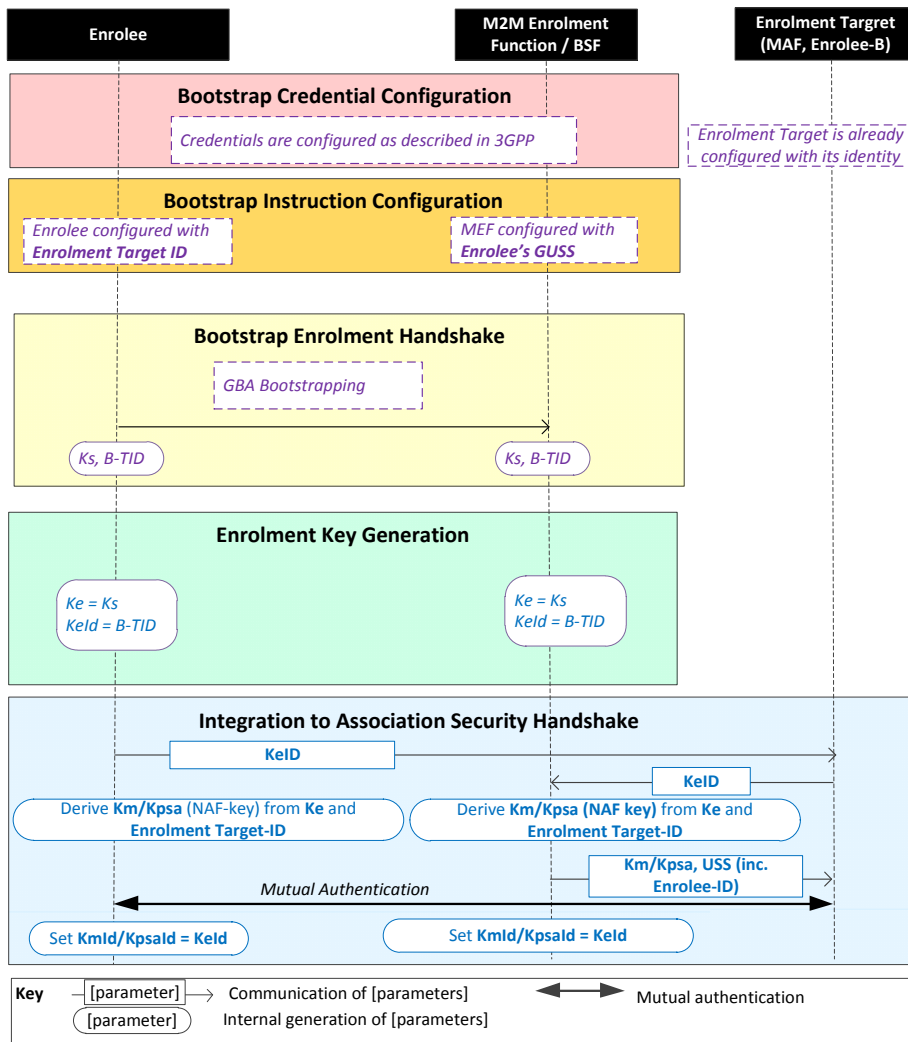 Enrolee
M2M Enrolment
Function / BSF
Enrolment Targret
(MAF, Enrolee-B)
Bootstrap Credential Configuration
Credentials are configured as described in 3GPP
Enrolment Target is already
configured with its identity
Bootstrap Instruction Configuration
Enrolee configured with
Enrolment Target ID
MEF configured with
Enrolee’s GUSS
Bootstrap Enrolment Handshake
GBA Bootstrapping
Ks, B-TID
Ks, B-TID
Enrolment Key Generation
Ke = Ks
KeId = B-TID
Ke = Ks
KeId = B-TID
Integration to Association Security Handshake
KeID
KeID
Derive Km/Kpsa (NAF-key) from Ke and
Enrolment Target-ID
Derive Km/Kpsa (NAF key) from Ke and
Enrolment Target-ID
Km/Kpsa, USS (inc.
Enrolee-ID)
Mutual Authentication
Set KmId/KpsaId = KeId
Set KmId/KpsaId = KeId
Key
[parameter]
Communication of [parameters]
Mutual authentication
[parameter]
Internal generation of [parameters]